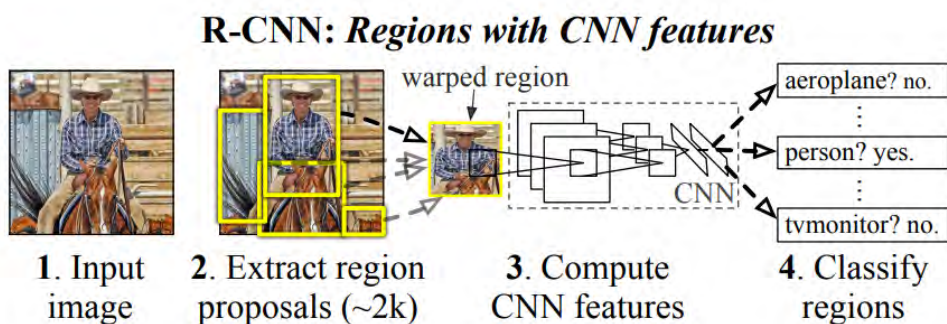 R-CNN: Regions with CNN features
warped region
aeroplane? no.
⋮
person? yes.
⋮
tvmonitor? no.
CNN
1. Input
image
2. Extract region
proposals (~2k)
3. Compute
CNN features
4. Classify
regions